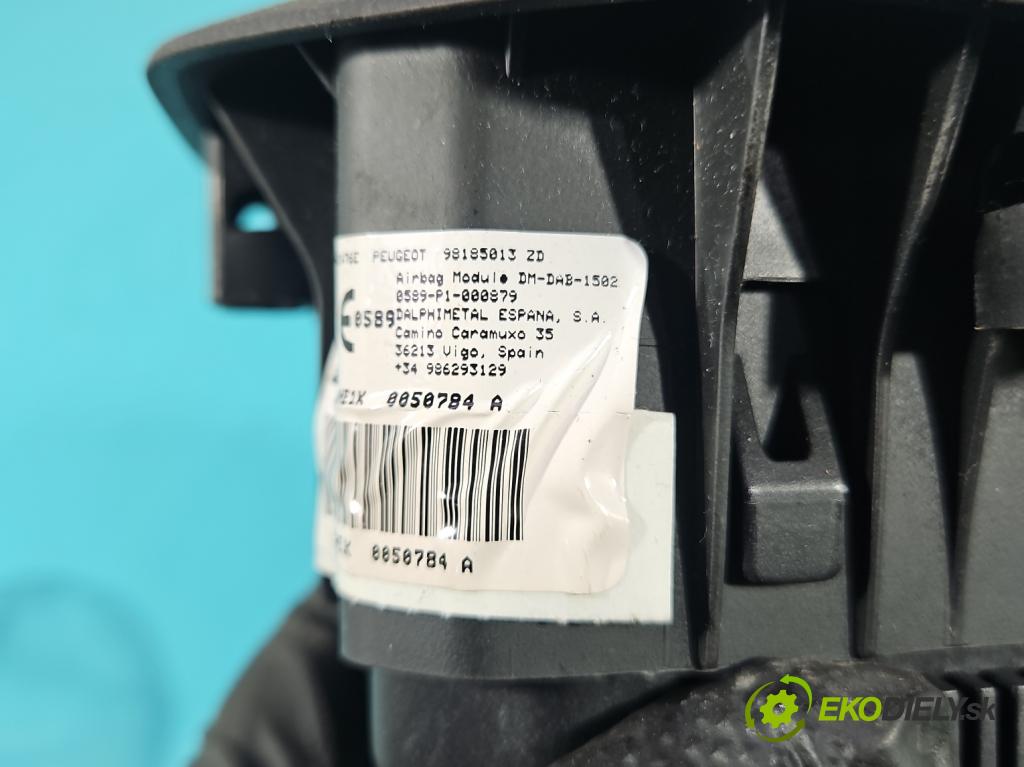 PEUGEOT 98185013 ZD
Airbag Module DM-DAB-1502
0589-P1-000879
0589
DALPHIMETAL ESPANA, S.A.
Camino Caramuxo 35
36213 Vigo, Spain
+34 986293129
0050784 A
0050784 A
EKODIELY.sk